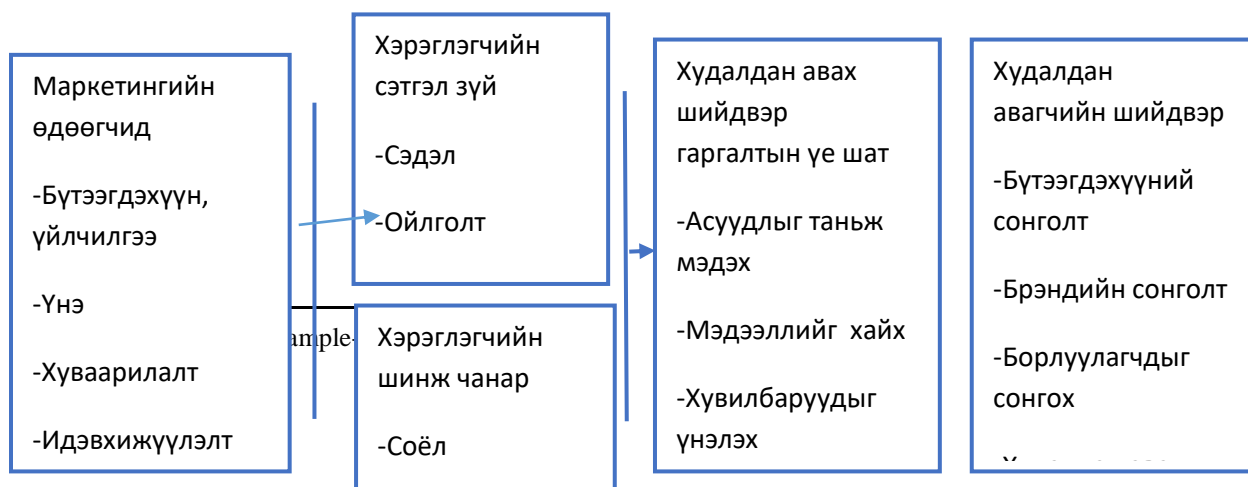 Маркетингийн
өдөөгчид
-Бүтээгдэхүүн,
үйлчилгээ
-Үнэ
-Хуваарилалт
-Идэвхижүүлэлт
ample-
Хэрэглэгчийн
сэтгэл зүй
-Сэдэл
-Ойлголт
Хэрэглэгчийн
шинж чанар
-Соёл
Худалдан авах
шийдвэр
гаргалтын үе шат
-Асуудлыг таньж
мэдэх
-Мэдээллийг хайх
-Хувилбаруудыг
үнэлэх
Худалдан
авагчийн шийдвэр
-Бүтээгдэхүүний
сонголт
-Брэндийн сонголт
-Борлуулагчдыг
сонгох